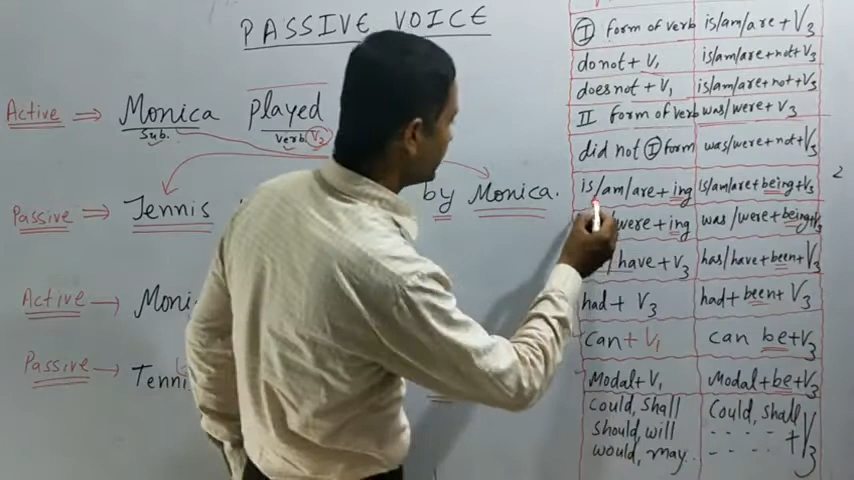 PASSIVE VOICE
Active ⇒ Monica played
Sub. Verb V3
Passive ⇒ Tennis by Monica.
Active → Moni
Passive → Tenni
I form of verb is/am/are + V3
do not + V1 is/am/are + not + V3
does not + V1 is/am/are + not + V3
II form of verb was/were + V3
did not I form was/were + not + V3
is/am/are + ing is/am/are + being + V3
/were + ing was/were + being + V3
/have + V3 has/have + been + V3
had + V3 had + been + V3
can + V1 can be + V3
Modal + V1 Modal + be + V3
Could, shall Could, shall
should, will - - - - + V3
would, may..
2